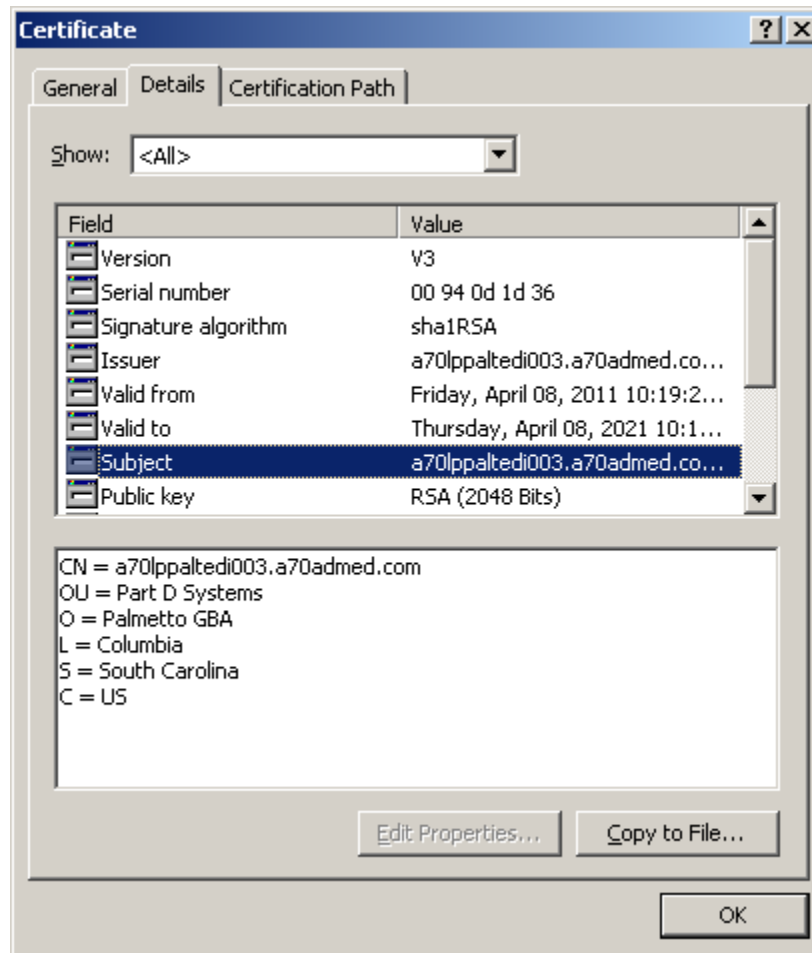 Certificate
General Details Certification Path
Show: <All>
Field Value
Version V3
Serial number 00 94 0d 1d 36
Signature algorithm sha1RSA
Issuer a70lppaltedi003.a70admed.co...
Valid from Friday, April 08, 2011 10:19:2...
Valid to Thursday, April 08, 2021 10:1...
Subject a70lppaltedi003.a70admed.co...
Public key RSA (2048 Bits)
CN = a70lppaltedi003.a70admed.com
OU = Part D Systems
O = Palmetto GBA
L = Columbia
S = South Carolina
C = US
Edit Properties... Copy to File...
OK